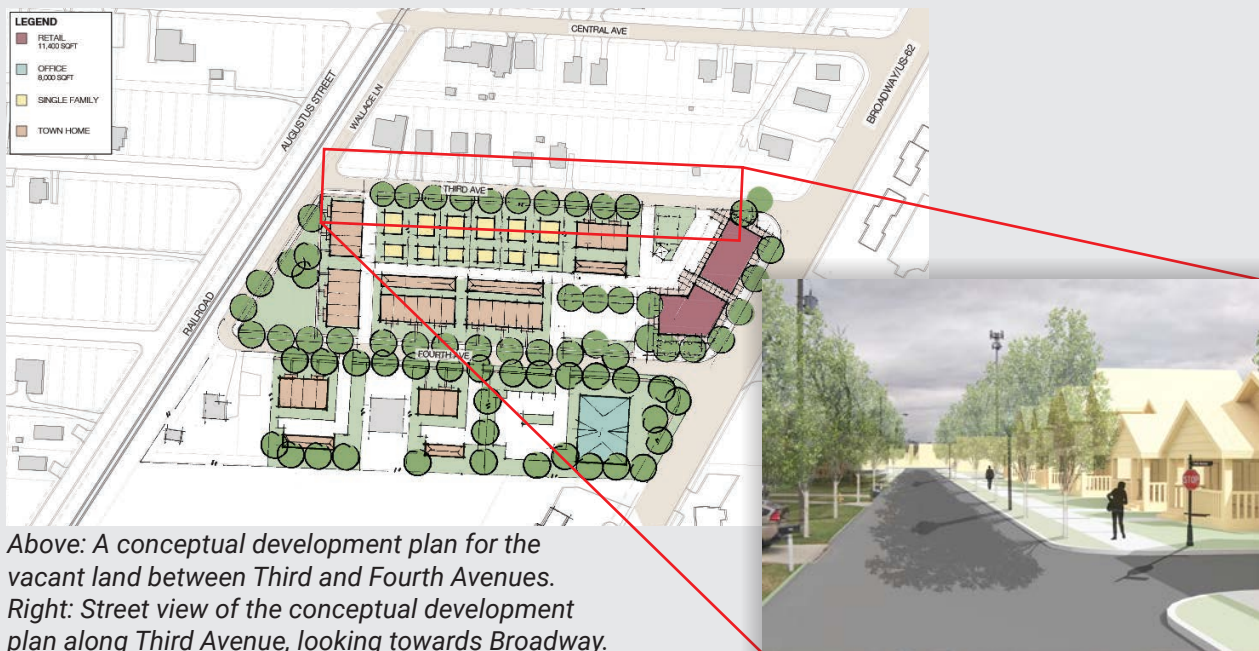 LEGEND
RETAIL
11,400 SQFT
OFFICE
8,000 SQFT
SINGLE FAMILY
TOWN HOME
CENTRAL AVE
BROADWAY/US-62
AUGUSTUS STREET
WALLACE LN
THIRD AVE
RAILROAD
FOURTH AVE
STOP
Above: A conceptual development plan for the
vacant land between Third and Fourth Avenues.
Right: Street view of the conceptual development
plan along Third Avenue, looking towards Broadway.